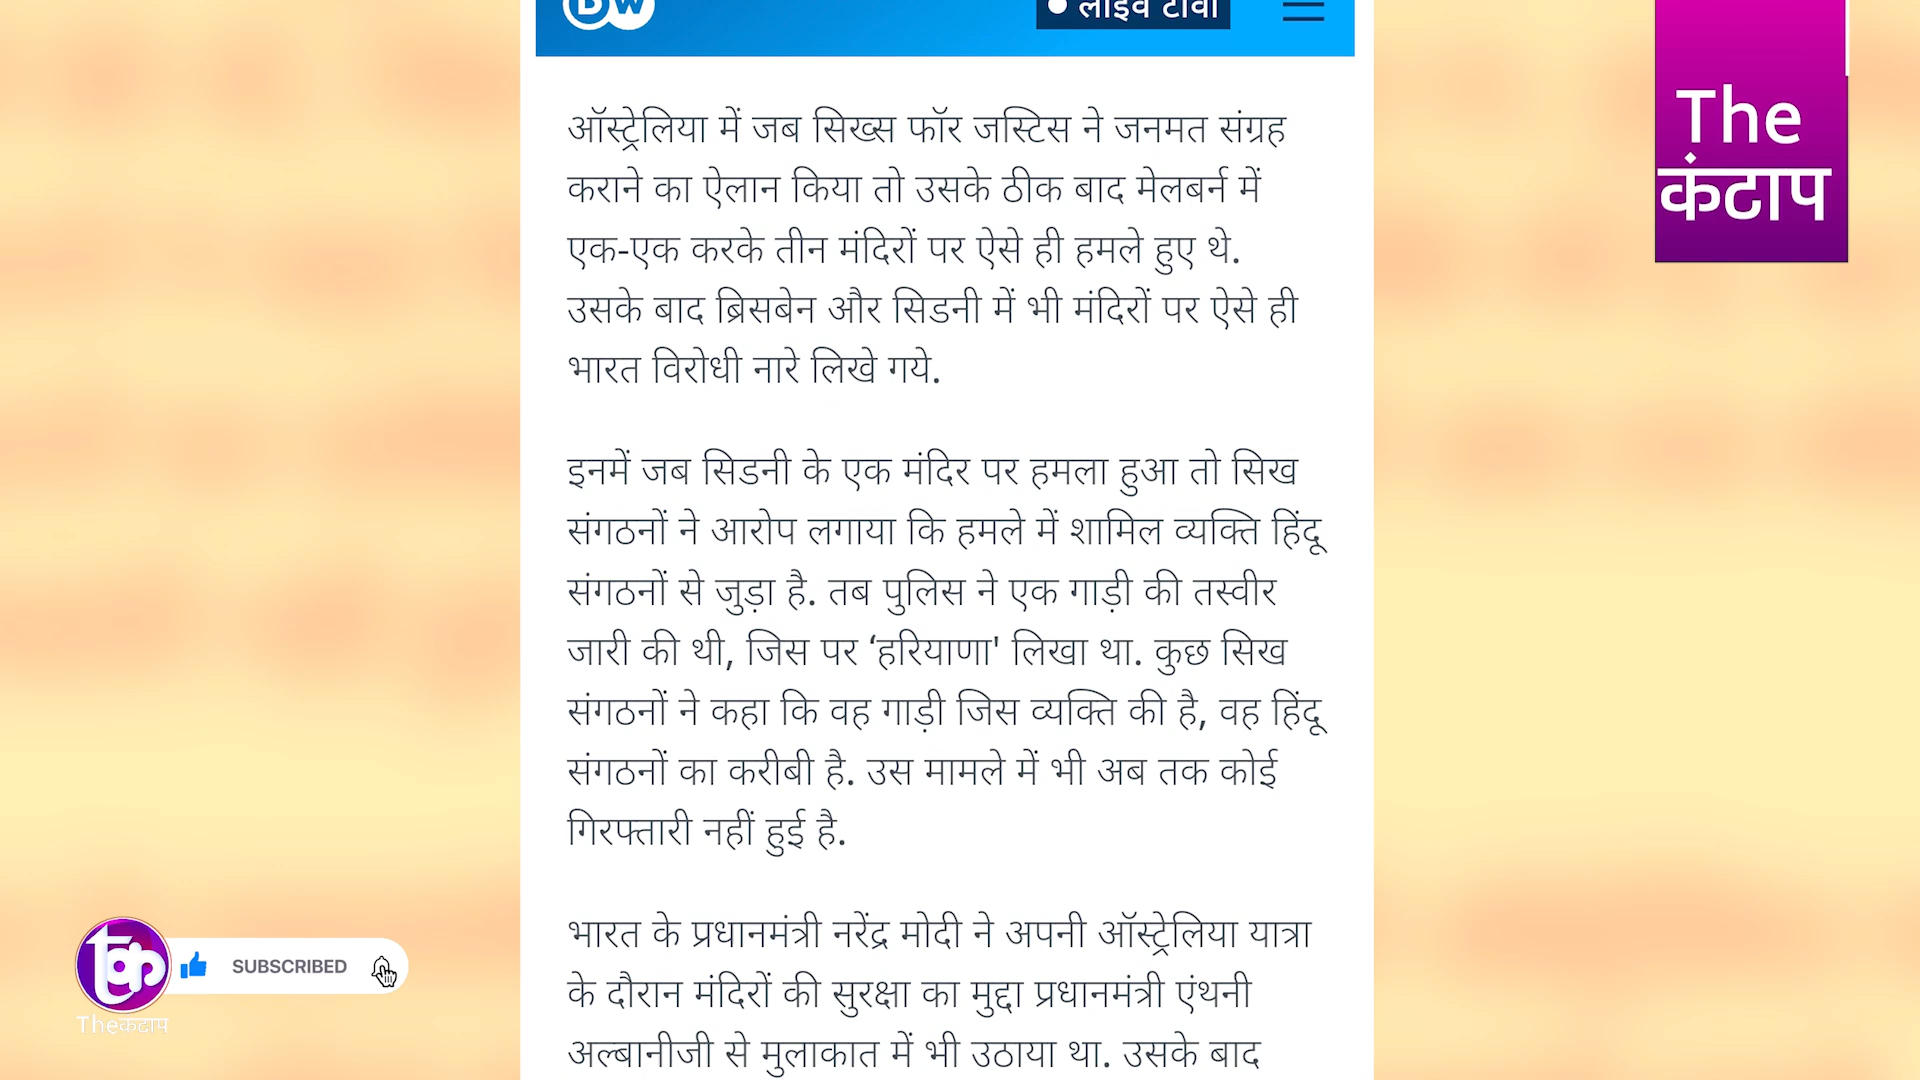 DW
लाइव टीवी
The
कंटाप
ऑस्ट्रेलिया में जब सिख्स फॉर जस्टिस ने जनमत संग्रह
कराने का ऐलान किया तो उसके ठीक बाद मेलबर्न में
एक-एक करके तीन मंदिरों पर ऐसे ही हमले हुए थे.
उसके बाद ब्रिसबेन और सिडनी में भी मंदिरों पर ऐसे ही
भारत विरोधी नारे लिखे गये.
इनमें जब सिडनी के एक मंदिर पर हमला हुआ तो सिख
संगठनों ने आरोप लगाया कि हमले में शामिल व्यक्ति हिंदू
संगठनों से जुड़ा है. तब पुलिस ने एक गाड़ी की तस्वीर
जारी की थी, जिस पर ‘हरियाणा' लिखा था. कुछ सिख
संगठनों ने कहा कि वह गाड़ी जिस व्यक्ति की है, वह हिंदू
संगठनों का करीबी है. उस मामले में भी अब तक कोई
गिरफ्तारी नहीं हुई है.
भारत के प्रधानमंत्री नरेंद्र मोदी ने अपनी ऑस्ट्रेलिया यात्रा
के दौरान मंदिरों की सुरक्षा का मुद्दा प्रधानमंत्री एंथनी
अल्बानीजी से मुलाकात में भी उठाया था. उसके बाद
SUBSCRIBED
Theकंटाप